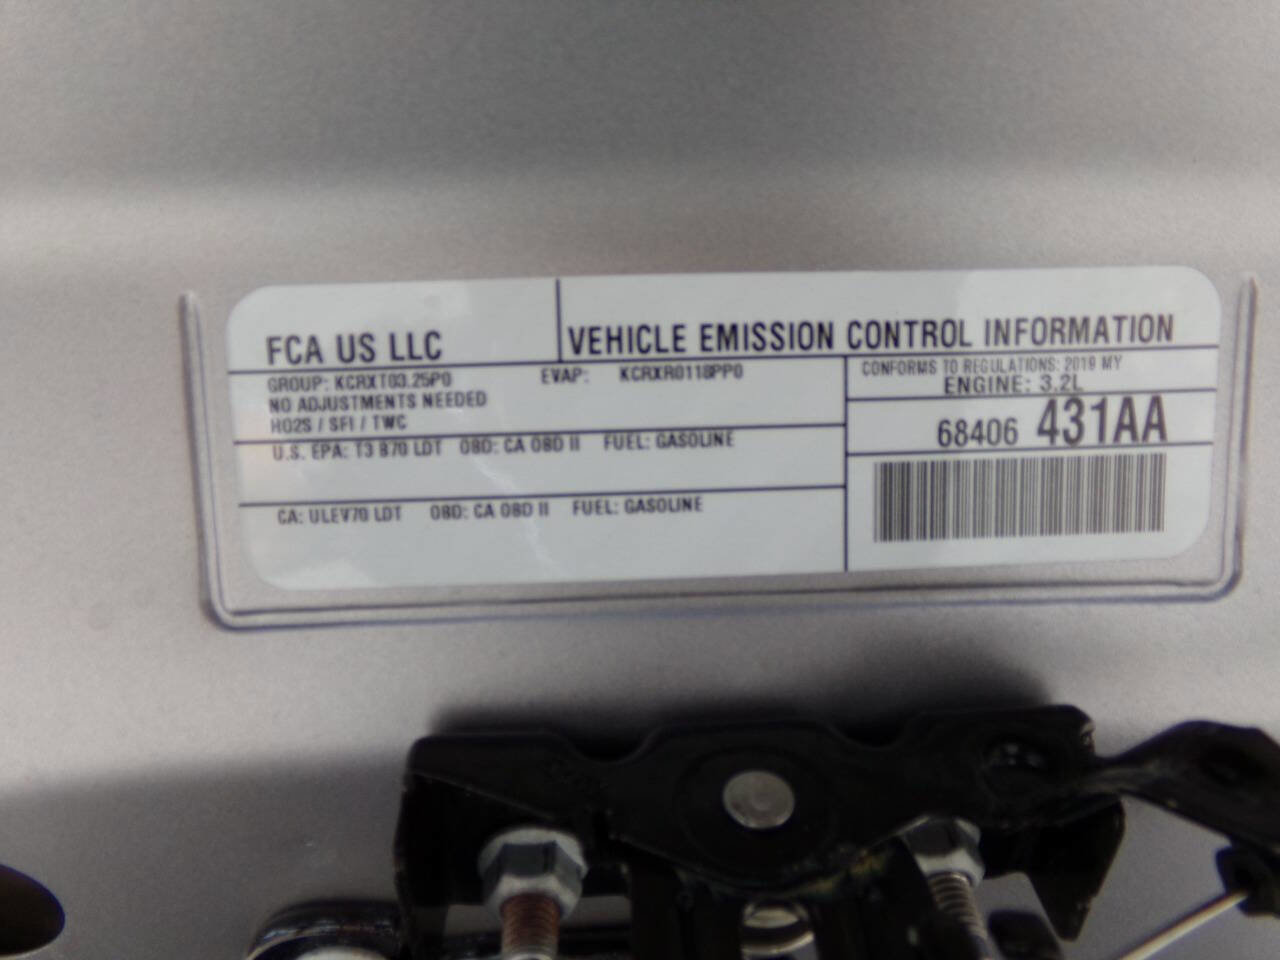 FCA US LLC
VEHICLE EMISSION CONTROL INFORMATION
GROUP: KCRXT03.25P0 EVAP: KCRXR0118PP0
NO ADJUSTMENTS NEEDED
HO2S / SFI / TWC
U.S. EPA: T3 B70 LDT OBD: CA OBD II FUEL: GASOLINE
CA: ULEV70 LDT OBD: CA OBD II FUEL: GASOLINE
CONFORMS TO REGULATIONS: 2019 MY
ENGINE: 3.2L
68406 431AA